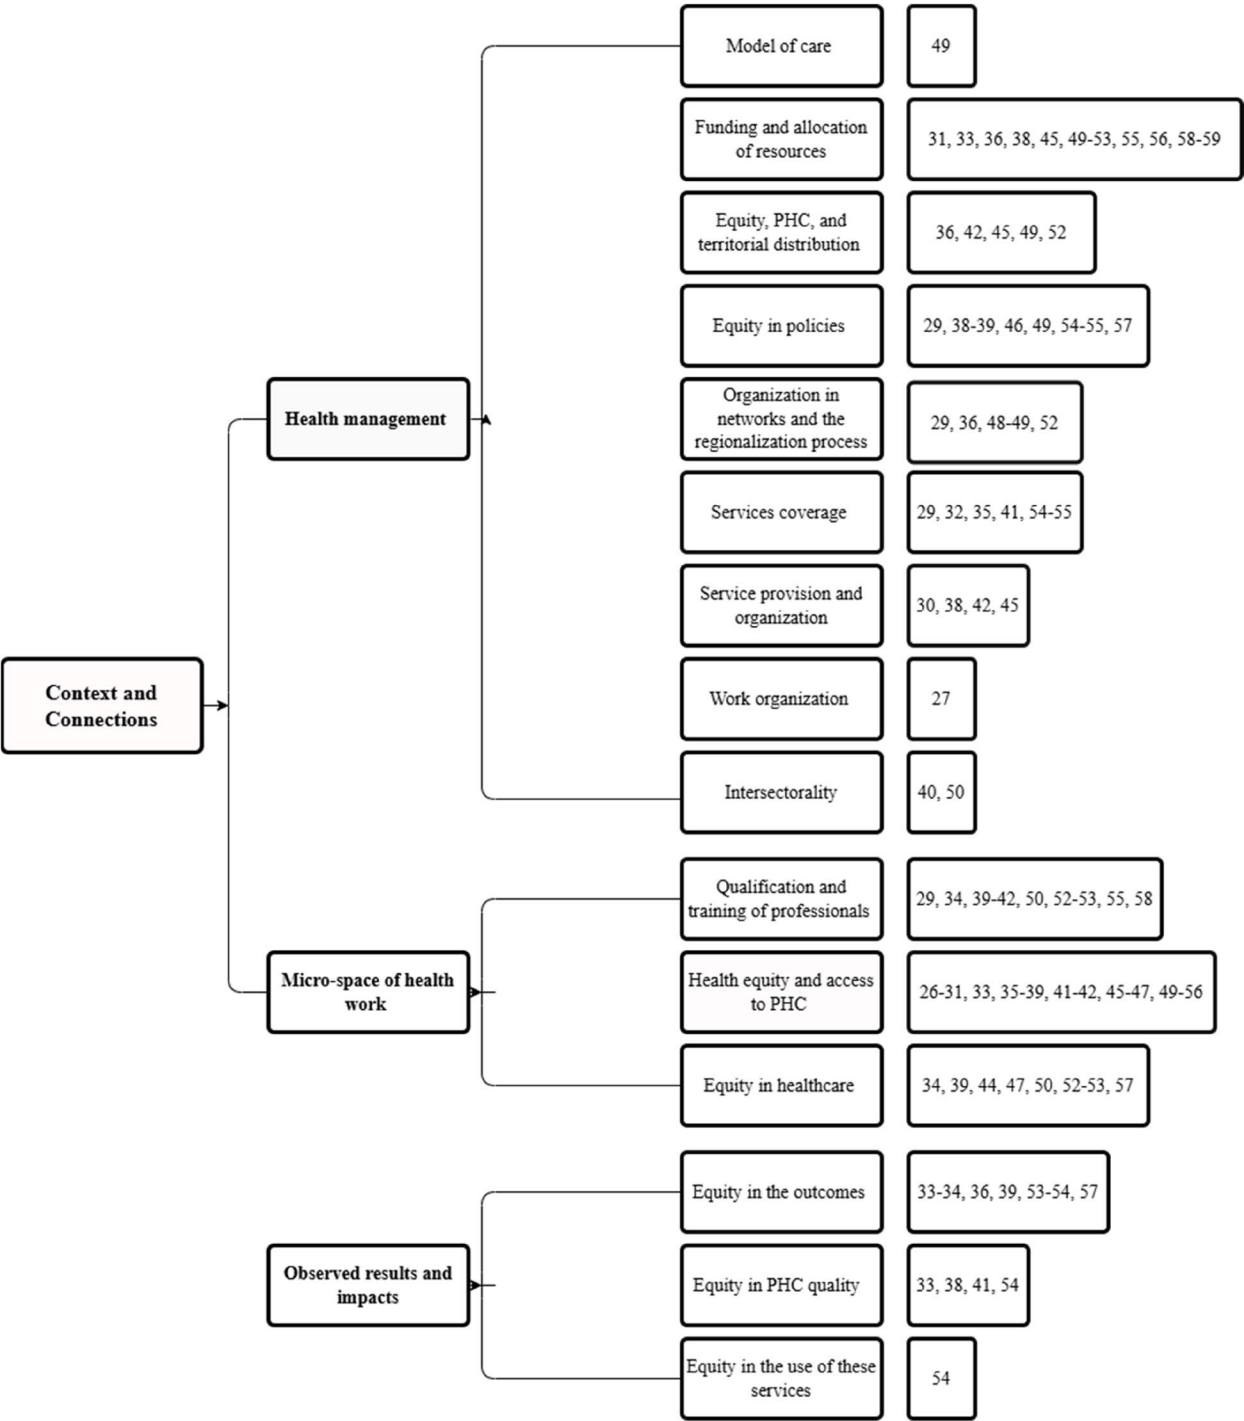 Model of care
49
Funding and allocation
of resources
31, 33, 36, 38, 45, 49-53, 55, 56, 58-59
Equity, PHC, and
territorial distribution
36, 42, 45, 49, 52
Equity in policies
29, 38-39, 46, 49, 54-55, 57
Health management
Organization in
networks and the
regionalization process
29, 36, 48-49, 52
Services coverage
29, 32, 35, 41, 54-55
Service provision and
organization
30, 38, 42, 45
Context and
Connections
Work organization
27
Intersectorality
40, 50
Qualification and
training of professionals
29, 34, 39-42, 50, 52-53, 55, 58
Micro-space of health
work
Health equity and access
to PHC
26-31, 33, 35-39, 41-42, 45-47, 49-56
Equity in healthcare
34, 39, 44, 47, 50, 52-53, 57
Equity in the outcomes
33-34, 36, 39, 53-54, 57
Observed results and
impacts
Equity in PHC quality
33, 38, 41, 54
Equity in the use of these
services
54